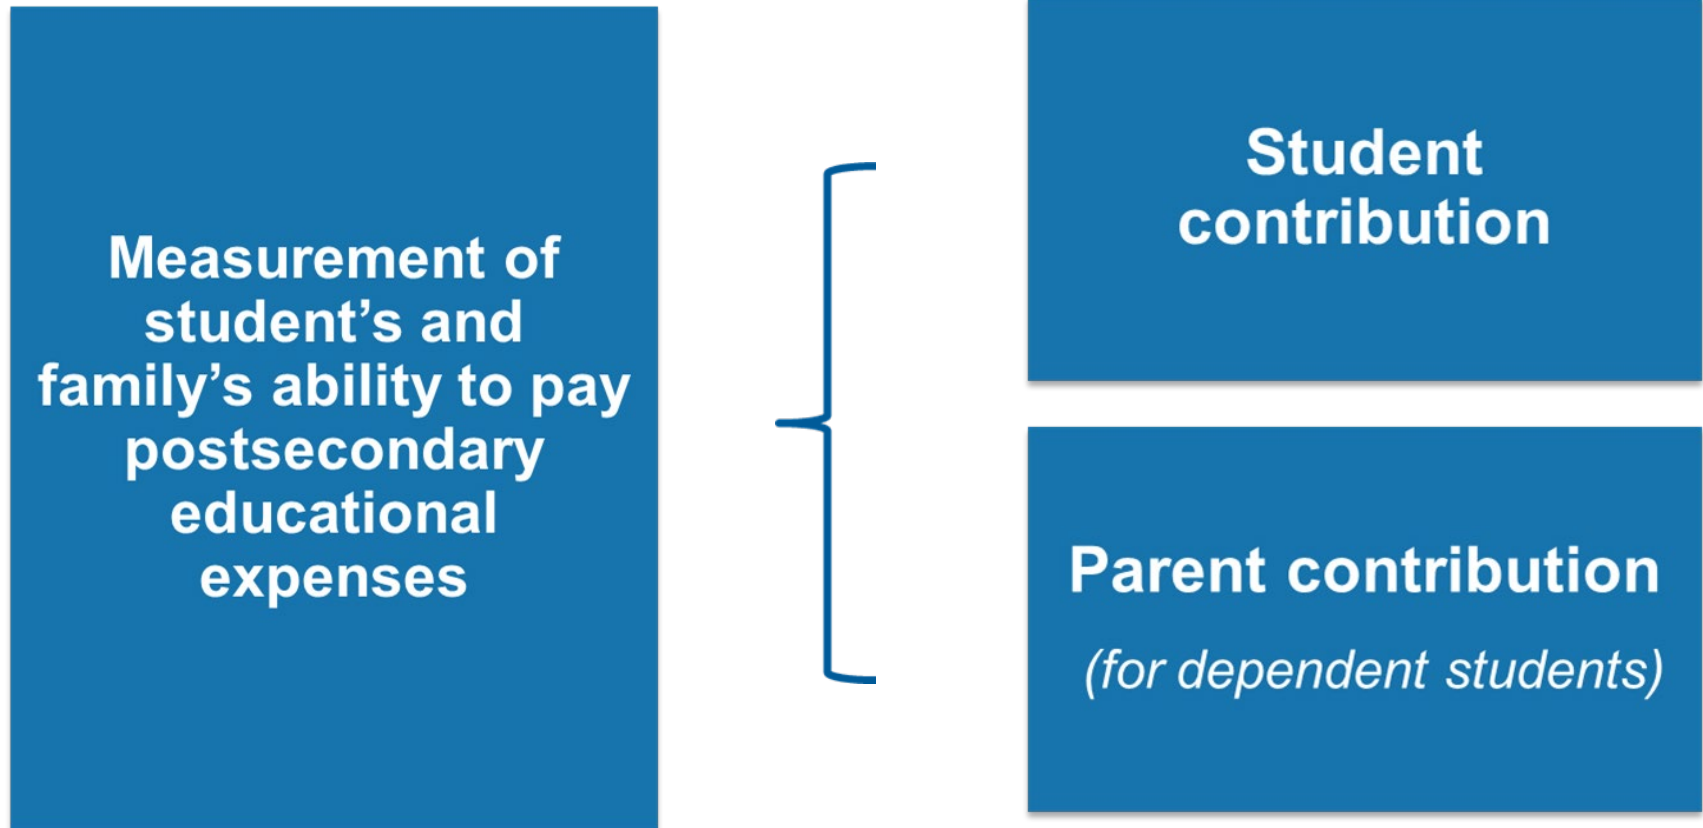 Measurement of
student’s and
family’s ability to pay
postsecondary
educational
expenses
Student
contribution
Parent contribution
(for dependent students)